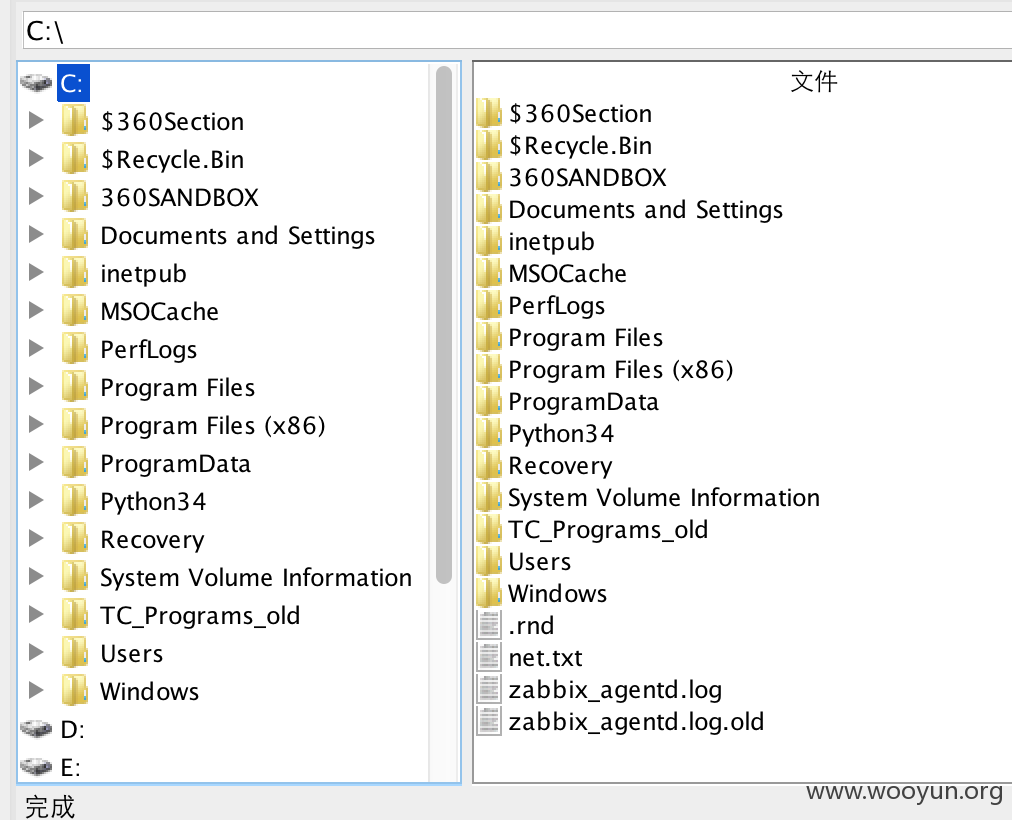 C:\
C:
$360Section
$Recycle.Bin
360SANDBOX
Documents and Settings
inetpub
MSOCache
PerfLogs
Program Files
Program Files (x86)
ProgramData
Python34
Recovery
System Volume Information
TC_Programs_old
Users
Windows
D:
E:
文件
$360Section
$Recycle.Bin
360SANDBOX
Documents and Settings
inetpub
MSOCache
PerfLogs
Program Files
Program Files (x86)
ProgramData
Python34
Recovery
System Volume Information
TC_Programs_old
Users
Windows
.rnd
net.txt
zabbix_agentd.log
zabbix_agentd.log.old
完成
www.wooyun.org